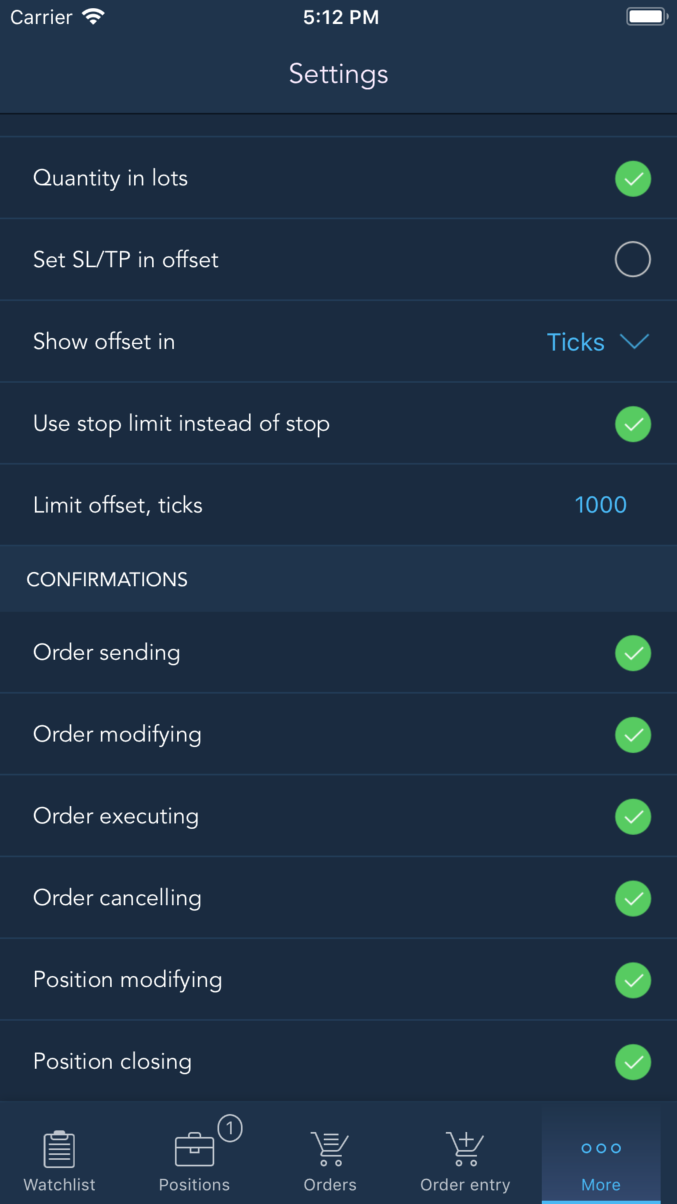 Carrier 5:12 PM
Settings
Quantity in lots
Set SL/TP in offset
Show offset in Ticks
Use stop limit instead of stop
Limit offset, ticks 1000
CONFIRMATIONS
Order sending
Order modifying
Order executing
Order cancelling
Position modifying
Position closing
1
Watchlist Positions Orders Order entry More